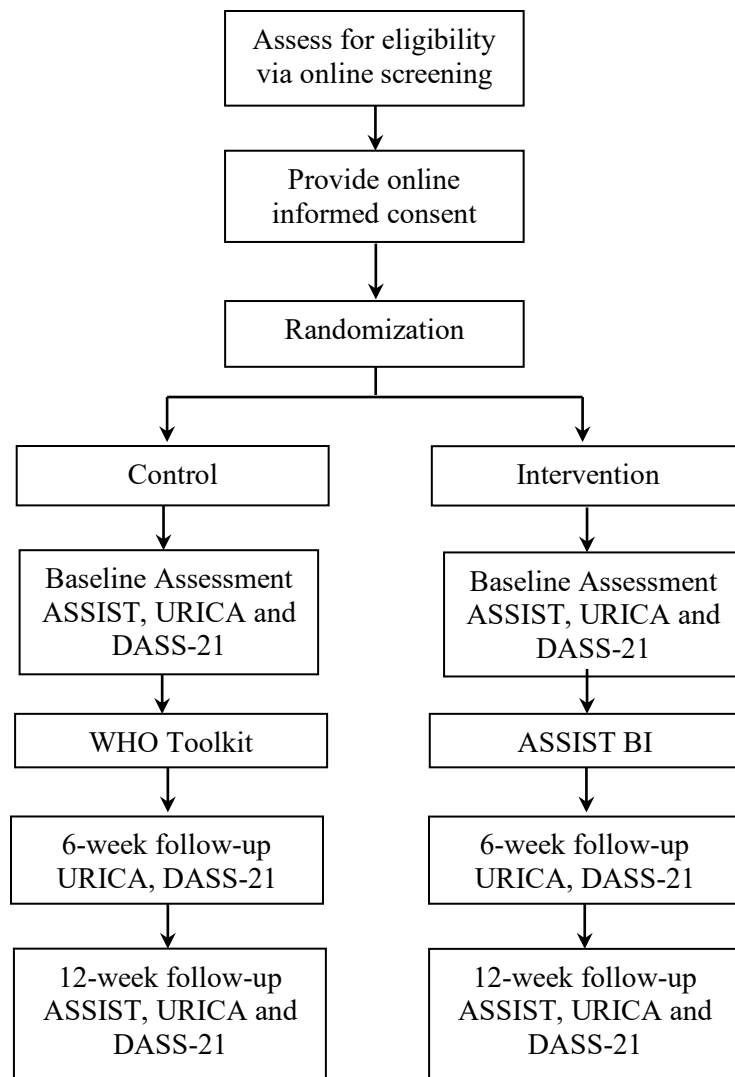 Assess for eligibility
via online screening
Provide online
informed consent
Randomization
Control
Intervention
Baseline Assessment
ASSIST, URICA and
DASS-21
Baseline Assessment
ASSIST, URICA and
DASS-21
WHO Toolkit
ASSIST BI
6-week follow-up
URICA, DASS-21
6-week follow-up
URICA, DASS-21
12-week follow-up
ASSIST, URICA and
DASS-21
12-week follow-up
ASSIST, URICA and
DASS-21